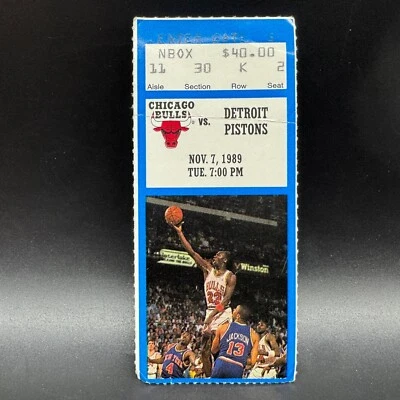 NBOX $40.00
11 30 K 2
Aisle Section Row Seat
CHICAGO
BULLS
® VS.
DETROIT
PISTONS
NOV. 7, 1989
TUE. 7:00 PM
Winston
BULLS
JACKSON
13
4